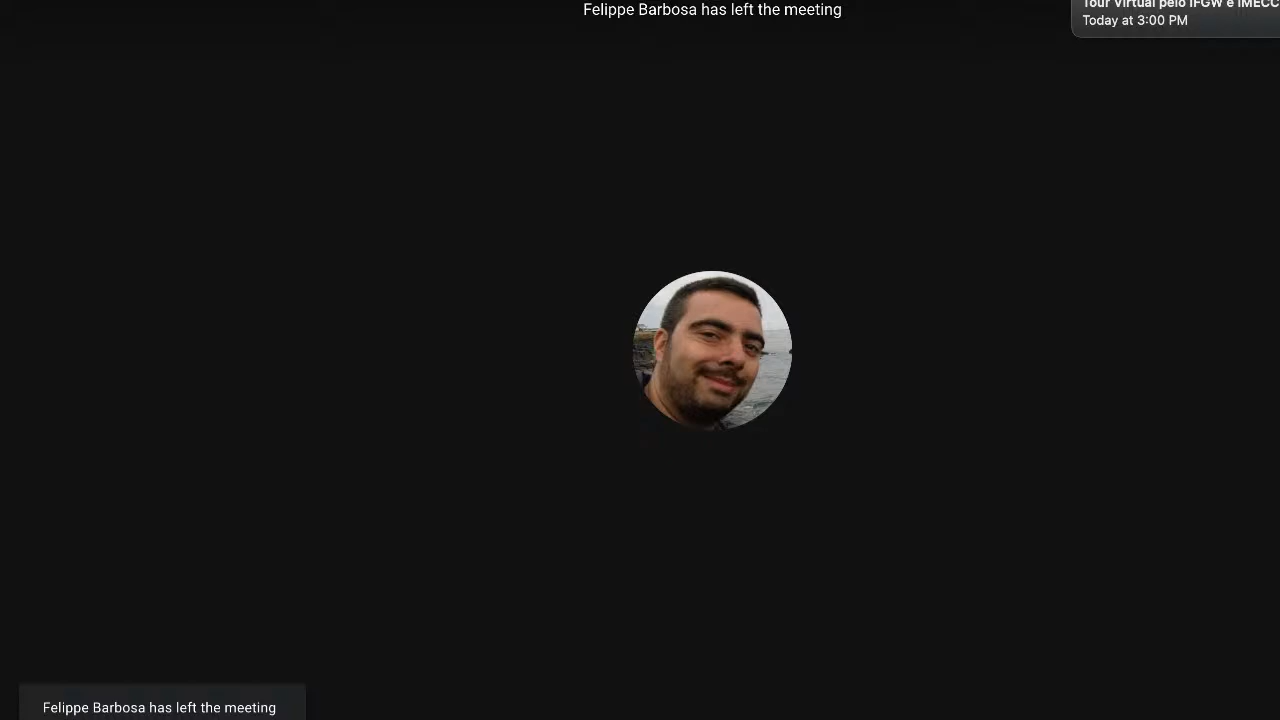 Felippe Barbosa has left the meeting
Tour Virtual pelo IFGW e IMECC
Today at 3:00 PM
Felippe Barbosa has left the meeting